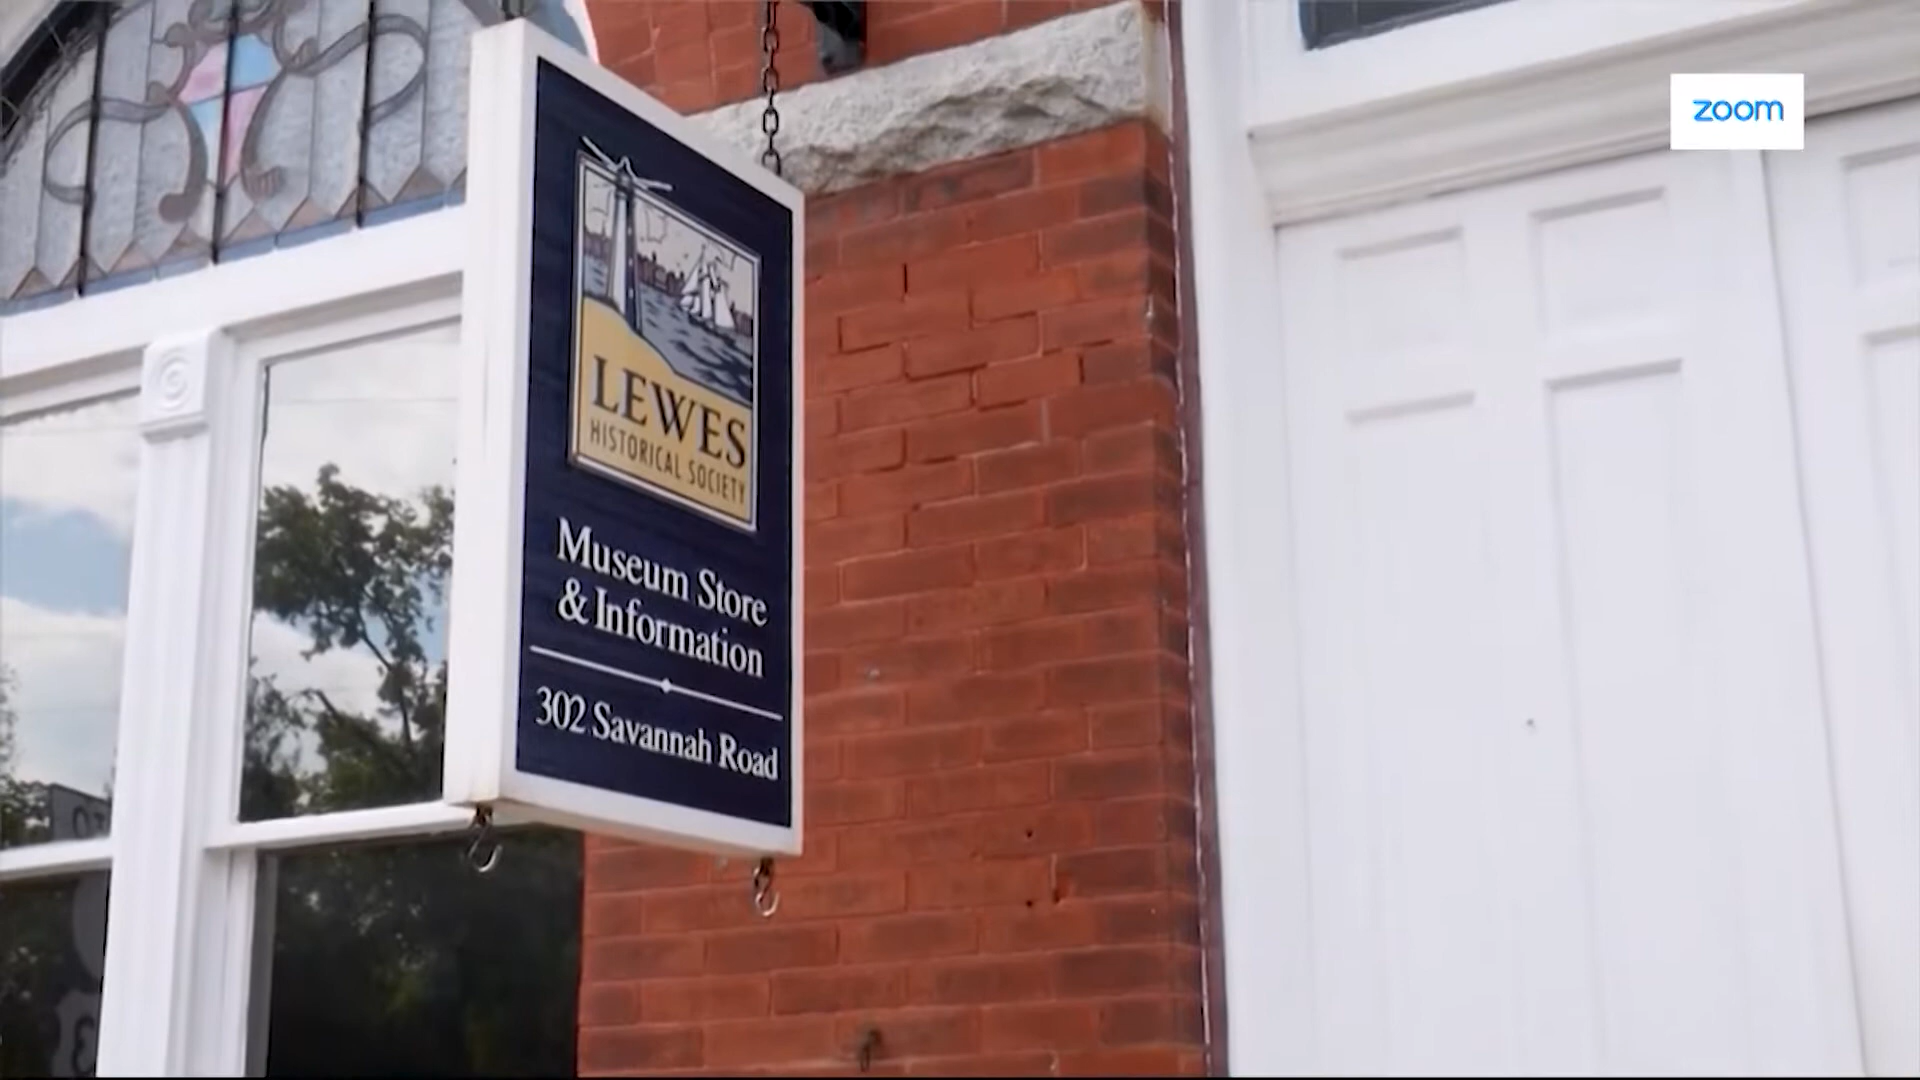 zoom
LEWES
HISTORICAL SOCIETY
Museum Store
& Information
302 Savannah Road